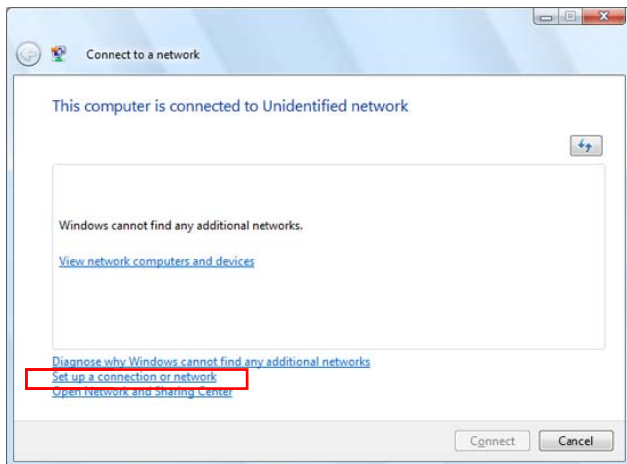 Connect to a network
This computer is connected to Unidentified network
Windows cannot find any additional networks.
View network computers and devices
Diagnose why Windows cannot find any additional networks
Set up a connection or network
Open Network and Sharing Center
Connect Cancel